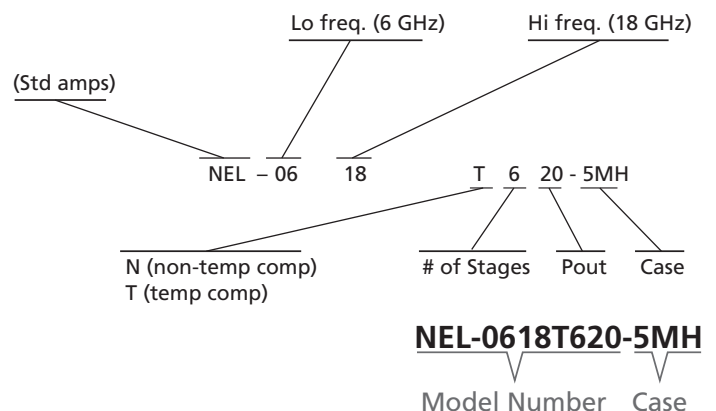 Lo freq. (6 GHz) Hi freq. (18 GHz)
(Std amps)
NEL – 06 18
T 6 20 - 5MH
N (non-temp comp) # of Stages Pout Case
T (temp comp)
NEL-0618T620-5MH
Model Number Case